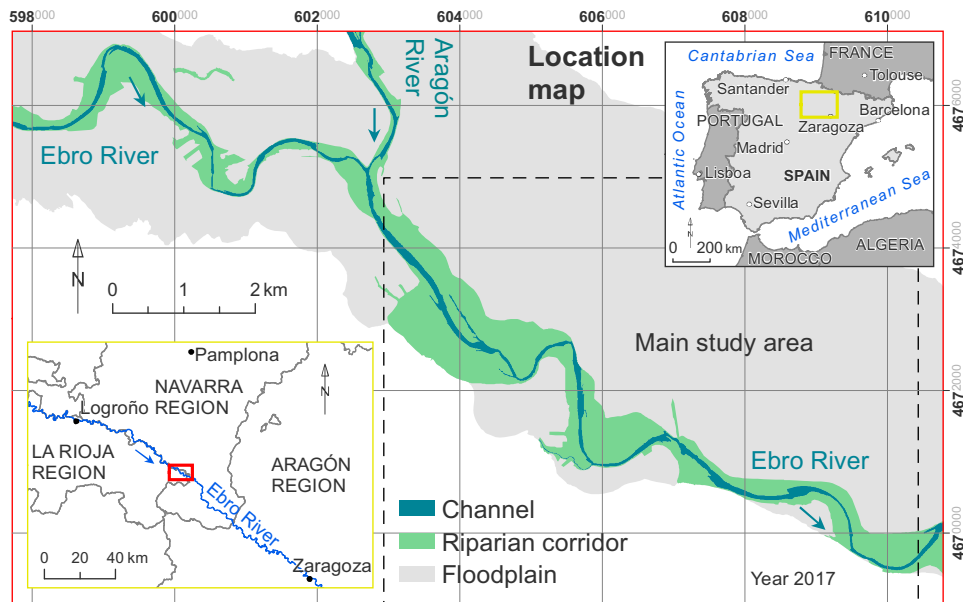 598000
600000
602000
604000
606000
608000
610000
4676000
4674000
4672000
4670000
Ebro River
Aragón
River
Location
map
Cantabrian Sea
FRANCE
Santander
Tolouse
PORTUGAL
Barcelona
Zaragoza
Madrid
Atlantic Ocean
Lisboa
SPAIN
Sevilla
Mediterranean Sea
N
0 200 km
ALGERIA
MOROCCO
N
0 1 2 km
Main study area
Pamplona
N
NAVARRA
REGION
Logroño
LA RIOJA
REGION
ARAGÓN
REGION
Ebro River
Zaragoza
0 20 40 km
Ebro River
Channel
Riparian corridor
Floodplain
Year 2017